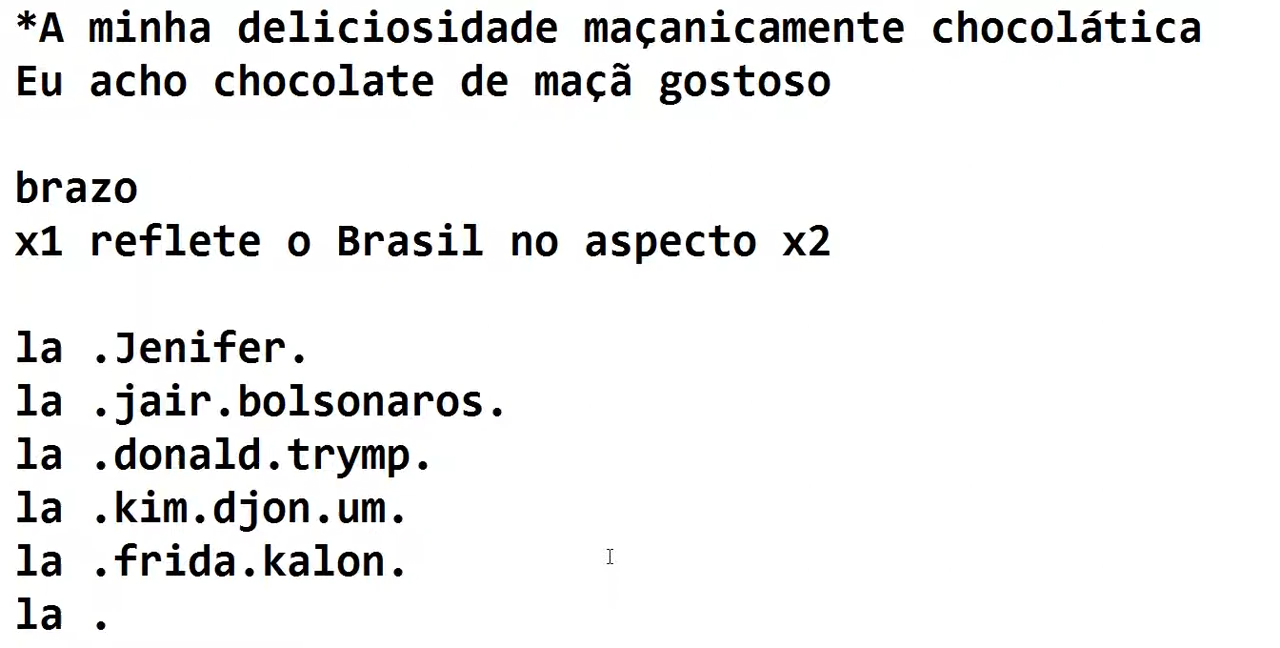 *A minha deliciosidade maçanicamente chocolática
Eu acho chocolate de maçã gostoso
brazo
x1 reflete o Brasil no aspecto x2
la .Jenifer.
la .jair.bolsonaros.
la .donald.trymp.
la .kim.djon.um.
la .frida.kalon.
la .